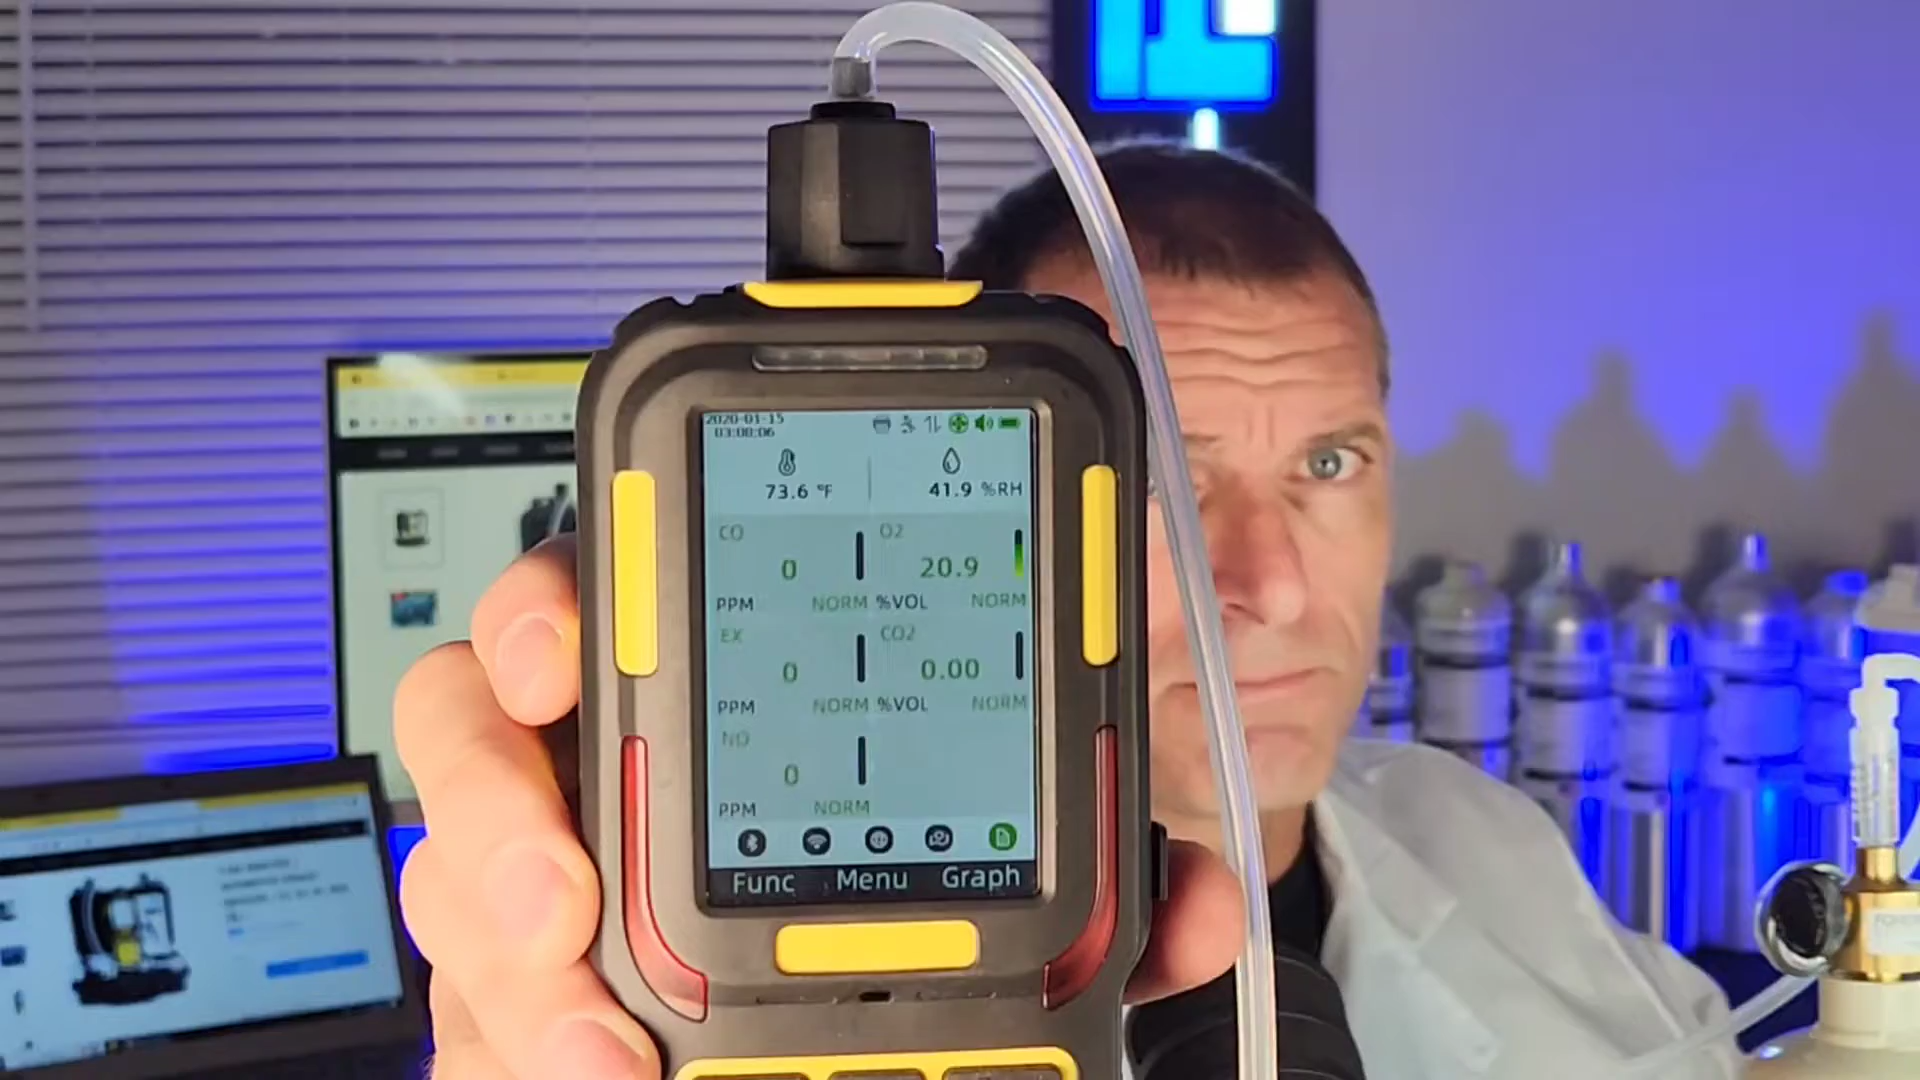 2020-01-15
03:00:06
73.6 °F
41.9 %RH
CO
0
PPM NORM
O2
20.9
%VOL NORM
EX
0
PPM NORM
CO2
0.00
%VOL NORM
NO
0
PPM NORM
Func Menu Graph